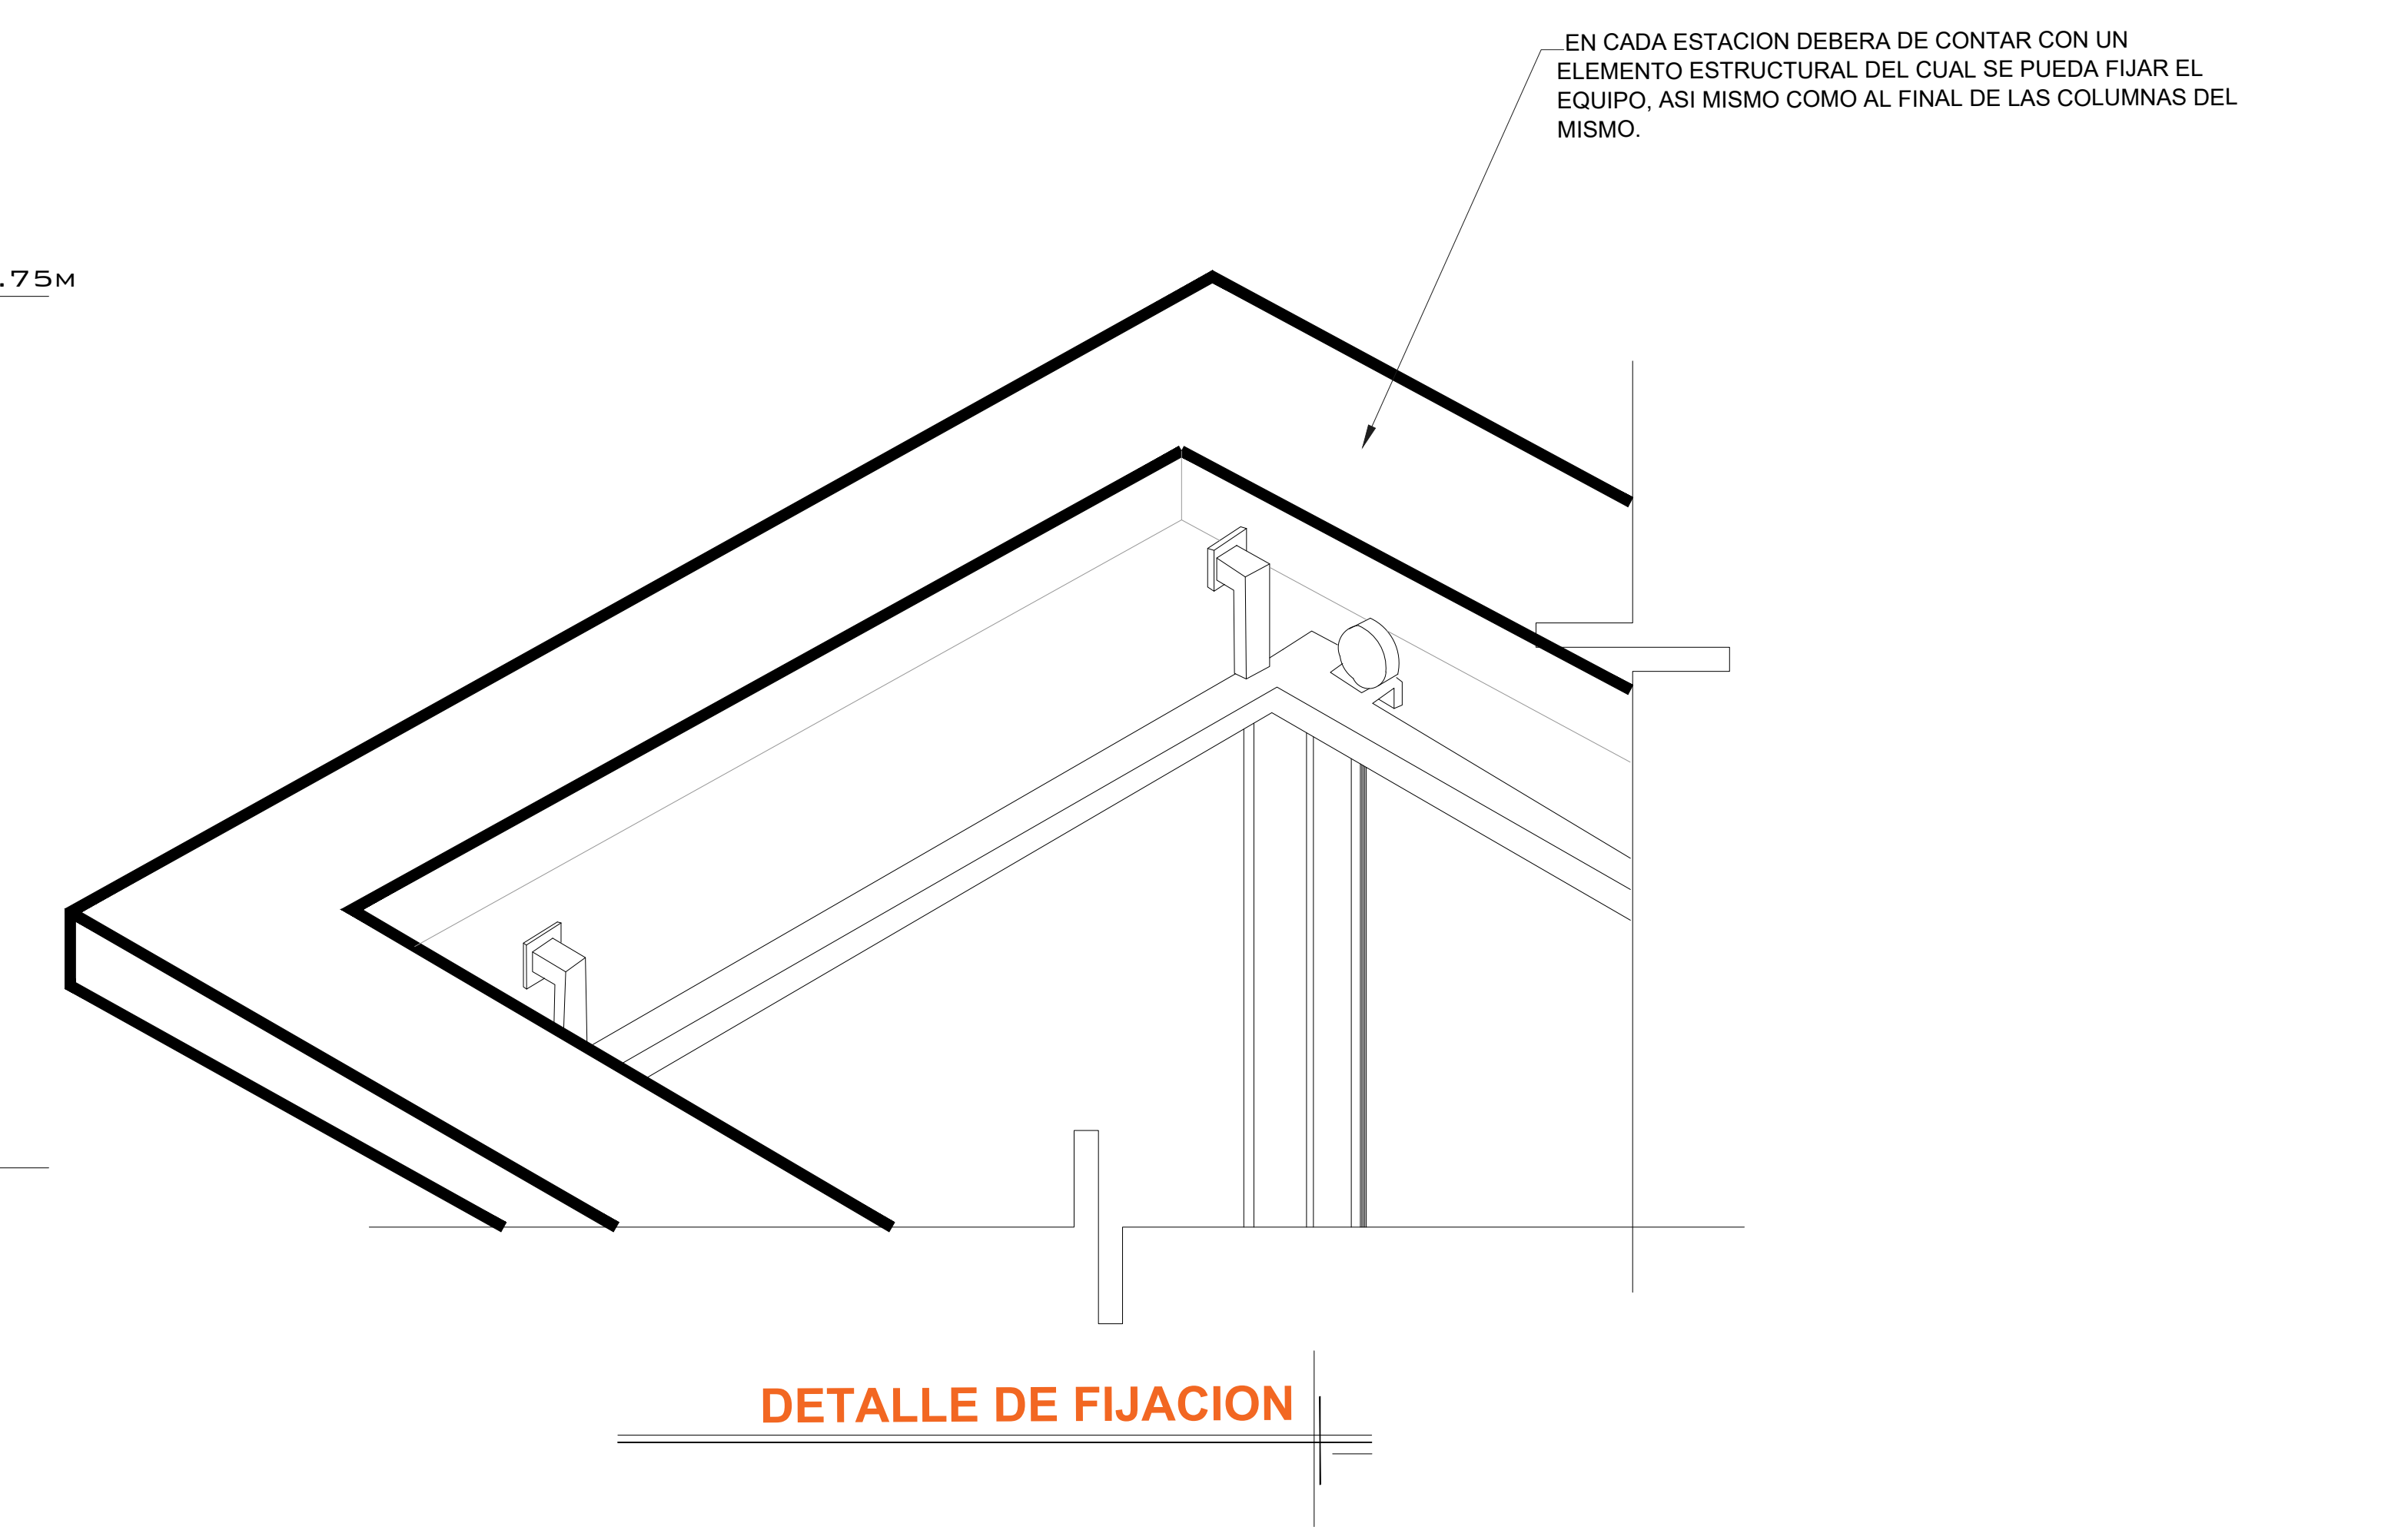 EN CADA ESTACION DEBERA DE CONTAR CON UN
ELEMENTO ESTRUCTURAL DEL CUAL SE PUEDA FIJAR EL
EQUIPO, ASI MISMO COMO AL FINAL DE LAS COLUMNAS DEL
MISMO.
.75M
DETALLE DE FIJACION